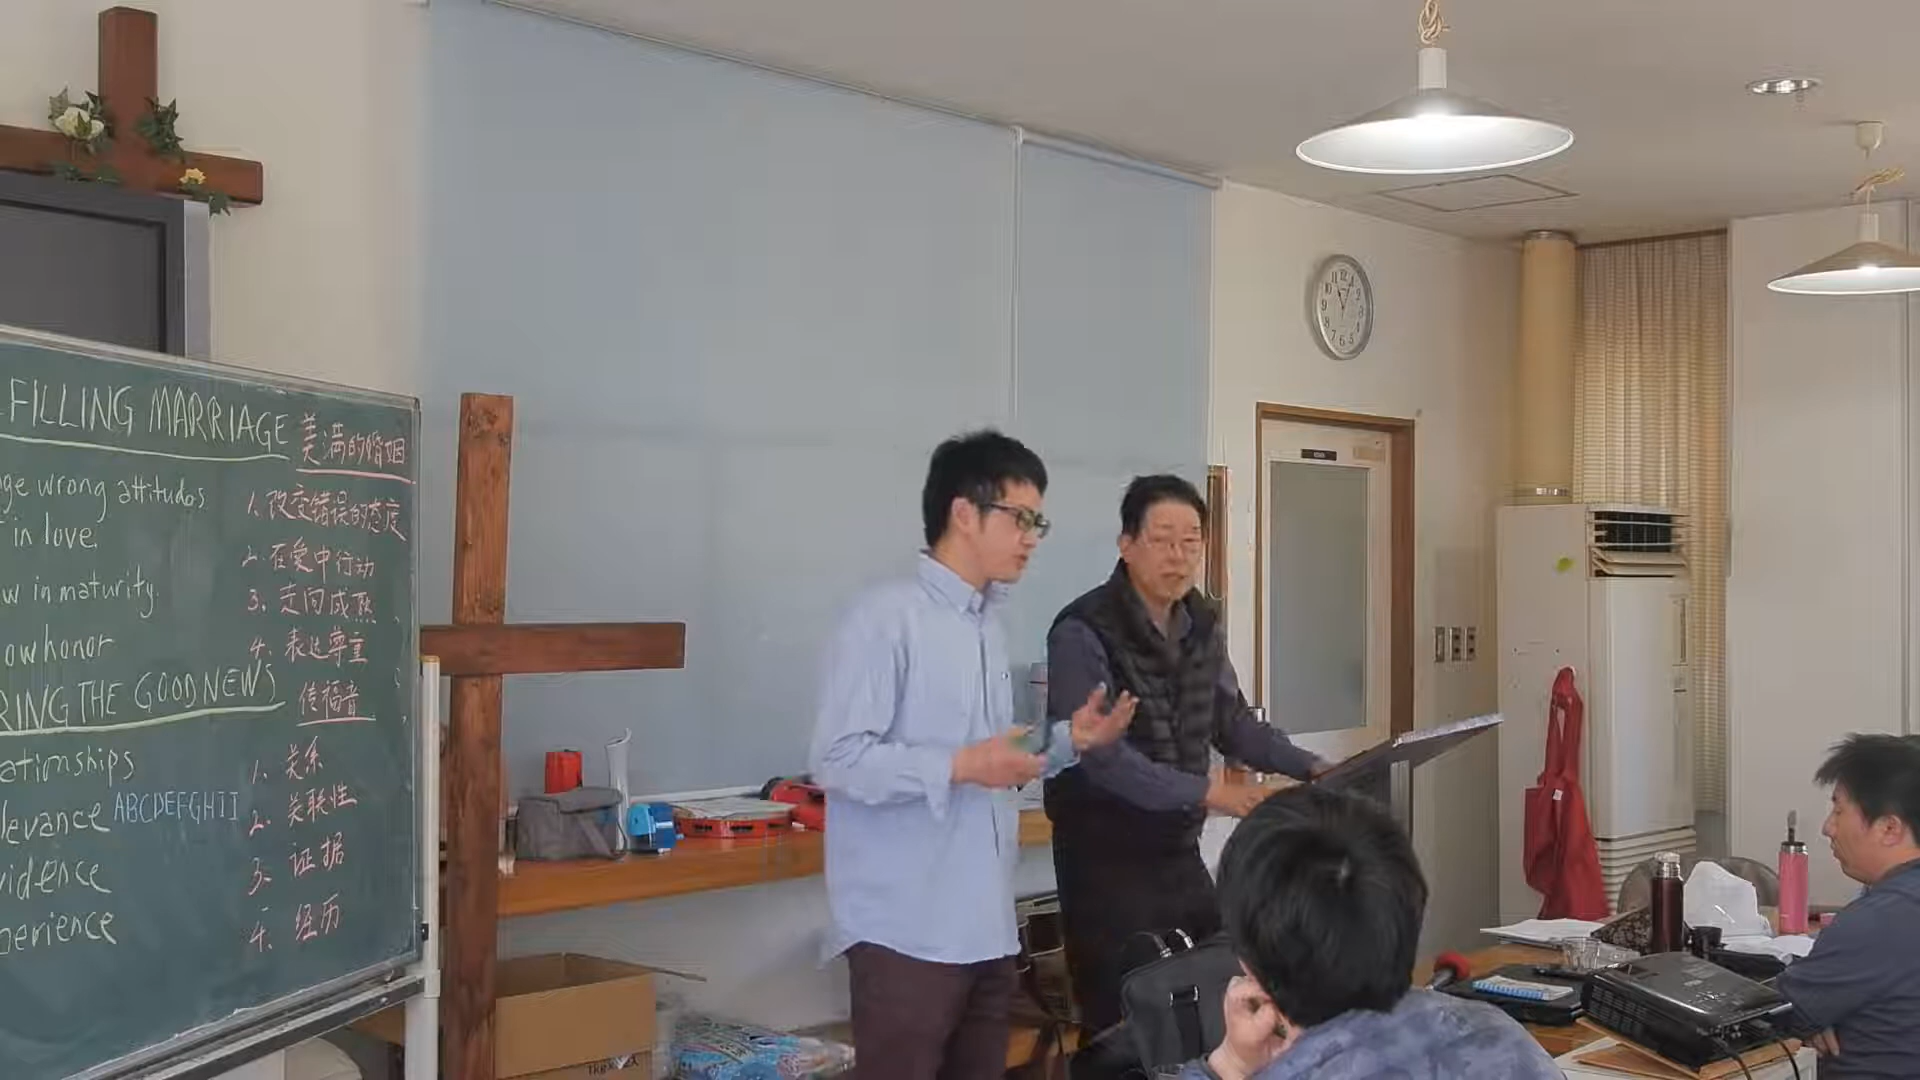 FILLING MARRIAGE 美满的婚姻
ge wrong attitudes
in love.
w in maturity.
ow honor
1. 改变错误的态度
2. 在愛中行动
3. 走向成熟
4. 表达尊重
RING THE GOOD NEWS 传福音
ationships
levance ABCDEFGHIJ
vidence
perience
1. 关系
2. 关联性
3. 证据
4. 经历